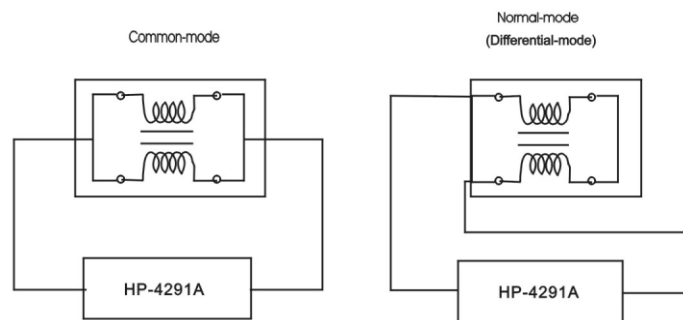 Common-mode
Normal-mode
(Differential-mode)
HP-4291A
HP-4291A